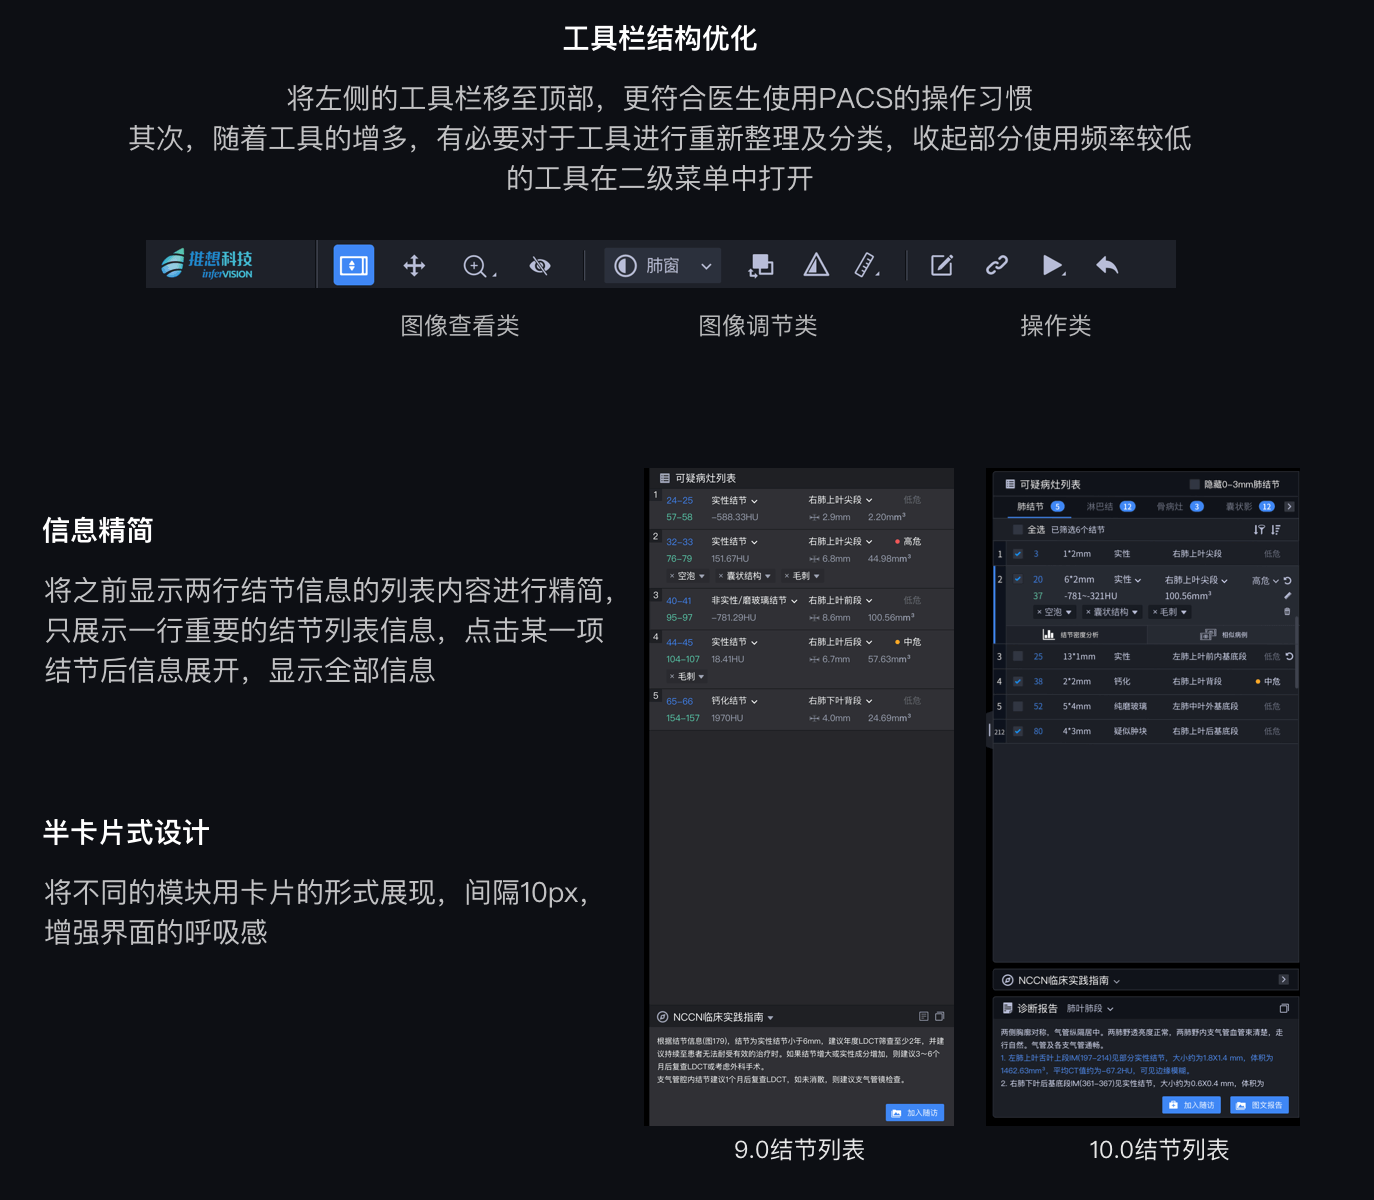 工具栏结构优化
将左侧的工具栏移至顶部，更符合医生使用PACS的操作习惯
其次，随着工具的增多，有必要对于工具进行重新整理及分类，收起部分使用频率较低
的工具在二级菜单中打开
推想科技
inferVISION
肺窗
图像查看类
图像调节类
操作类
信息精简
将之前显示两行结节信息的列表内容进行精简，
只展示一行重要的结节列表信息，点击某一项
结节后信息展开，显示全部信息
半卡片式设计
将不同的模块用卡片的形式展现，间隔10px，
增强界面的呼吸感
可疑病灶列表
1 24-25 实性结节 右肺上叶尖段 低危
57-58 -588.33HU 2.9mm 2.20mm³
2 32-33 实性结节 右肺上叶尖段 高危
76-79 151.67HU 6.8mm 44.98mm³
× 空泡 × 囊状结构 × 毛刺
3 40-41 非实性/磨玻璃结节 右肺上叶前段 低危
95-97 -781.29HU 8.6mm 100.56mm³
4 44-45 实性结节 右肺上叶后段 中危
104-107 18.41HU 6.7mm 57.63mm³
× 毛刺
5 65-66 钙化结节 右肺下叶背段 低危
154-157 1970HU 4.0mm 24.69mm³
NCCN临床实践指南
根据结节信息(图179)，结节为实性结节小于6mm，建议年度LDCT筛查至少2年，并建
议持续至患者无法耐受有效的治疗时。如果结节增大或实性成分增加，则建议3~6个
月后复查LDCT或考虑外科手术。
支气管腔内结节建议1个月后复查LDCT，如未消散，则建议支气管镜检查。
加入随访
9.0结节列表
可疑病灶列表 隐藏0-3mm肺结节
肺结节 5 淋巴结 12 骨病灶 3 囊状影 12
全选 已筛选6个结节
1 3 1*2mm 实性 右肺上叶尖段 低危
2 20 6*2mm 实性 右肺上叶尖段 高危
37 -781~-321HU 100.56mm³
× 空泡 × 囊状结构 × 毛刺
结节密度分析 相似病例
3 25 13*1mm 实性 左肺上叶前内基底段 低危
4 38 2*2mm 钙化 右肺上叶背段 中危
5 52 5*4mm 纯磨玻璃 左肺中叶外基底段 低危
212 80 4*3mm 疑似肿块 右肺上叶后基底段 低危
NCCN临床实践指南
诊断报告 肺叶肺段
两侧胸廓对称，气管纵隔居中。两肺野透亮度正常，两肺野内支气管血管束清楚，走
行自然。气管及各支气管通畅。
1. 左肺上叶舌叶上段IM(197-214)见部分实性结节，大小约为1.8X1.4 mm，体积为
1462.63mm³，平均CT值约为-67.2HU，可见边缘模糊。
2. 右肺下叶后基底段IM(361-367)见实性结节，大小约为0.6X0.4 mm，体积为
加入随访 图文报告
10.0结节列表